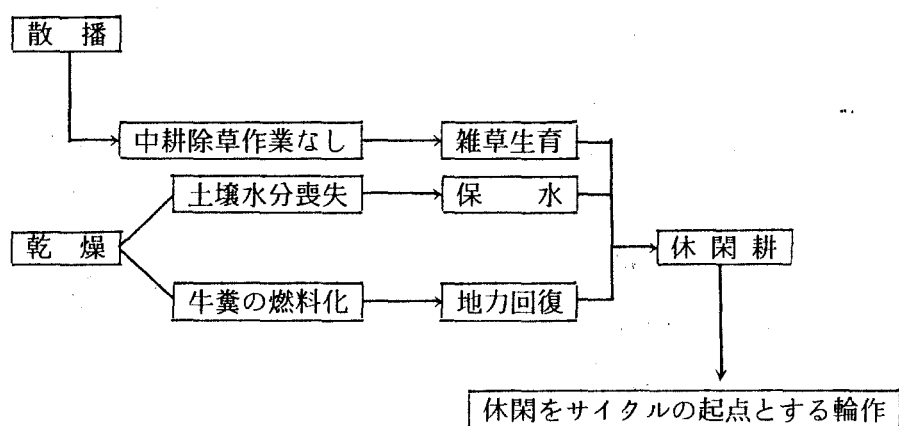 散播
中耕除草作業なし
雑草生育
土壌水分喪失
保水
乾燥
休閑耕
牛糞の燃料化
地力回復
休閑をサイクルの起点とする輪作